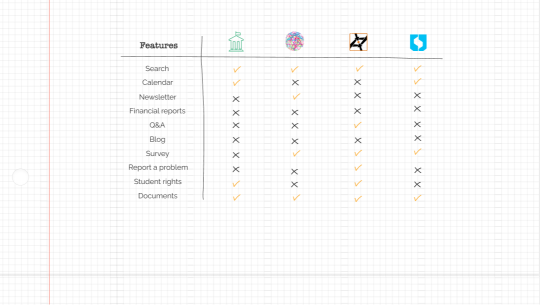 Features
Search
Calendar
Newsletter
Financial reports
Q&A
Blog
Survey
Report a problem
Student rights
Documents